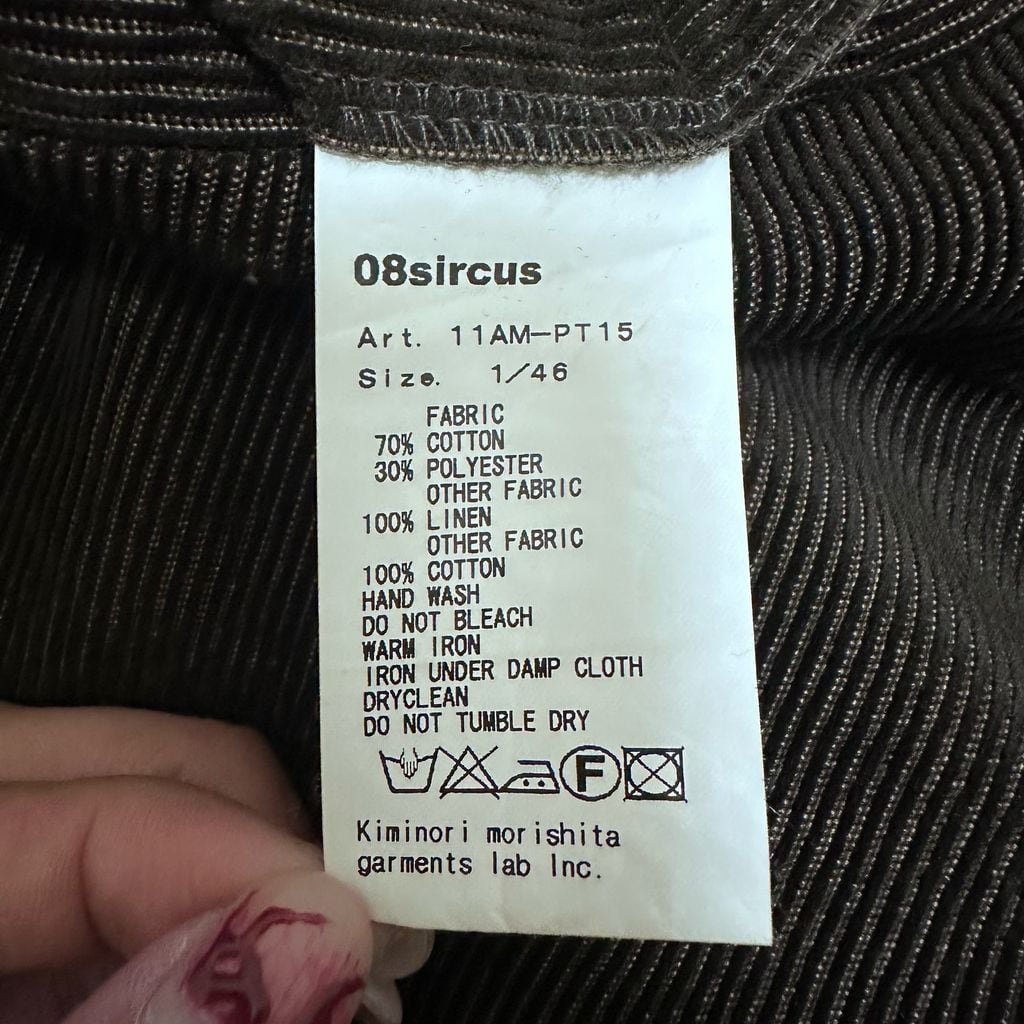 08sircus
Art. 11AM-PT15
Size. 1/46
FABRIC
70% COTTON
30% POLYESTER
OTHER FABRIC
100% LINEN
OTHER FABRIC
100% COTTON
HAND WASH
DO NOT BLEACH
WARM IRON
IRON UNDER DAMP CLOTH
DRYCLEAN
DO NOT TUMBLE DRY
F
Kiminori morishita
garments lab Inc.